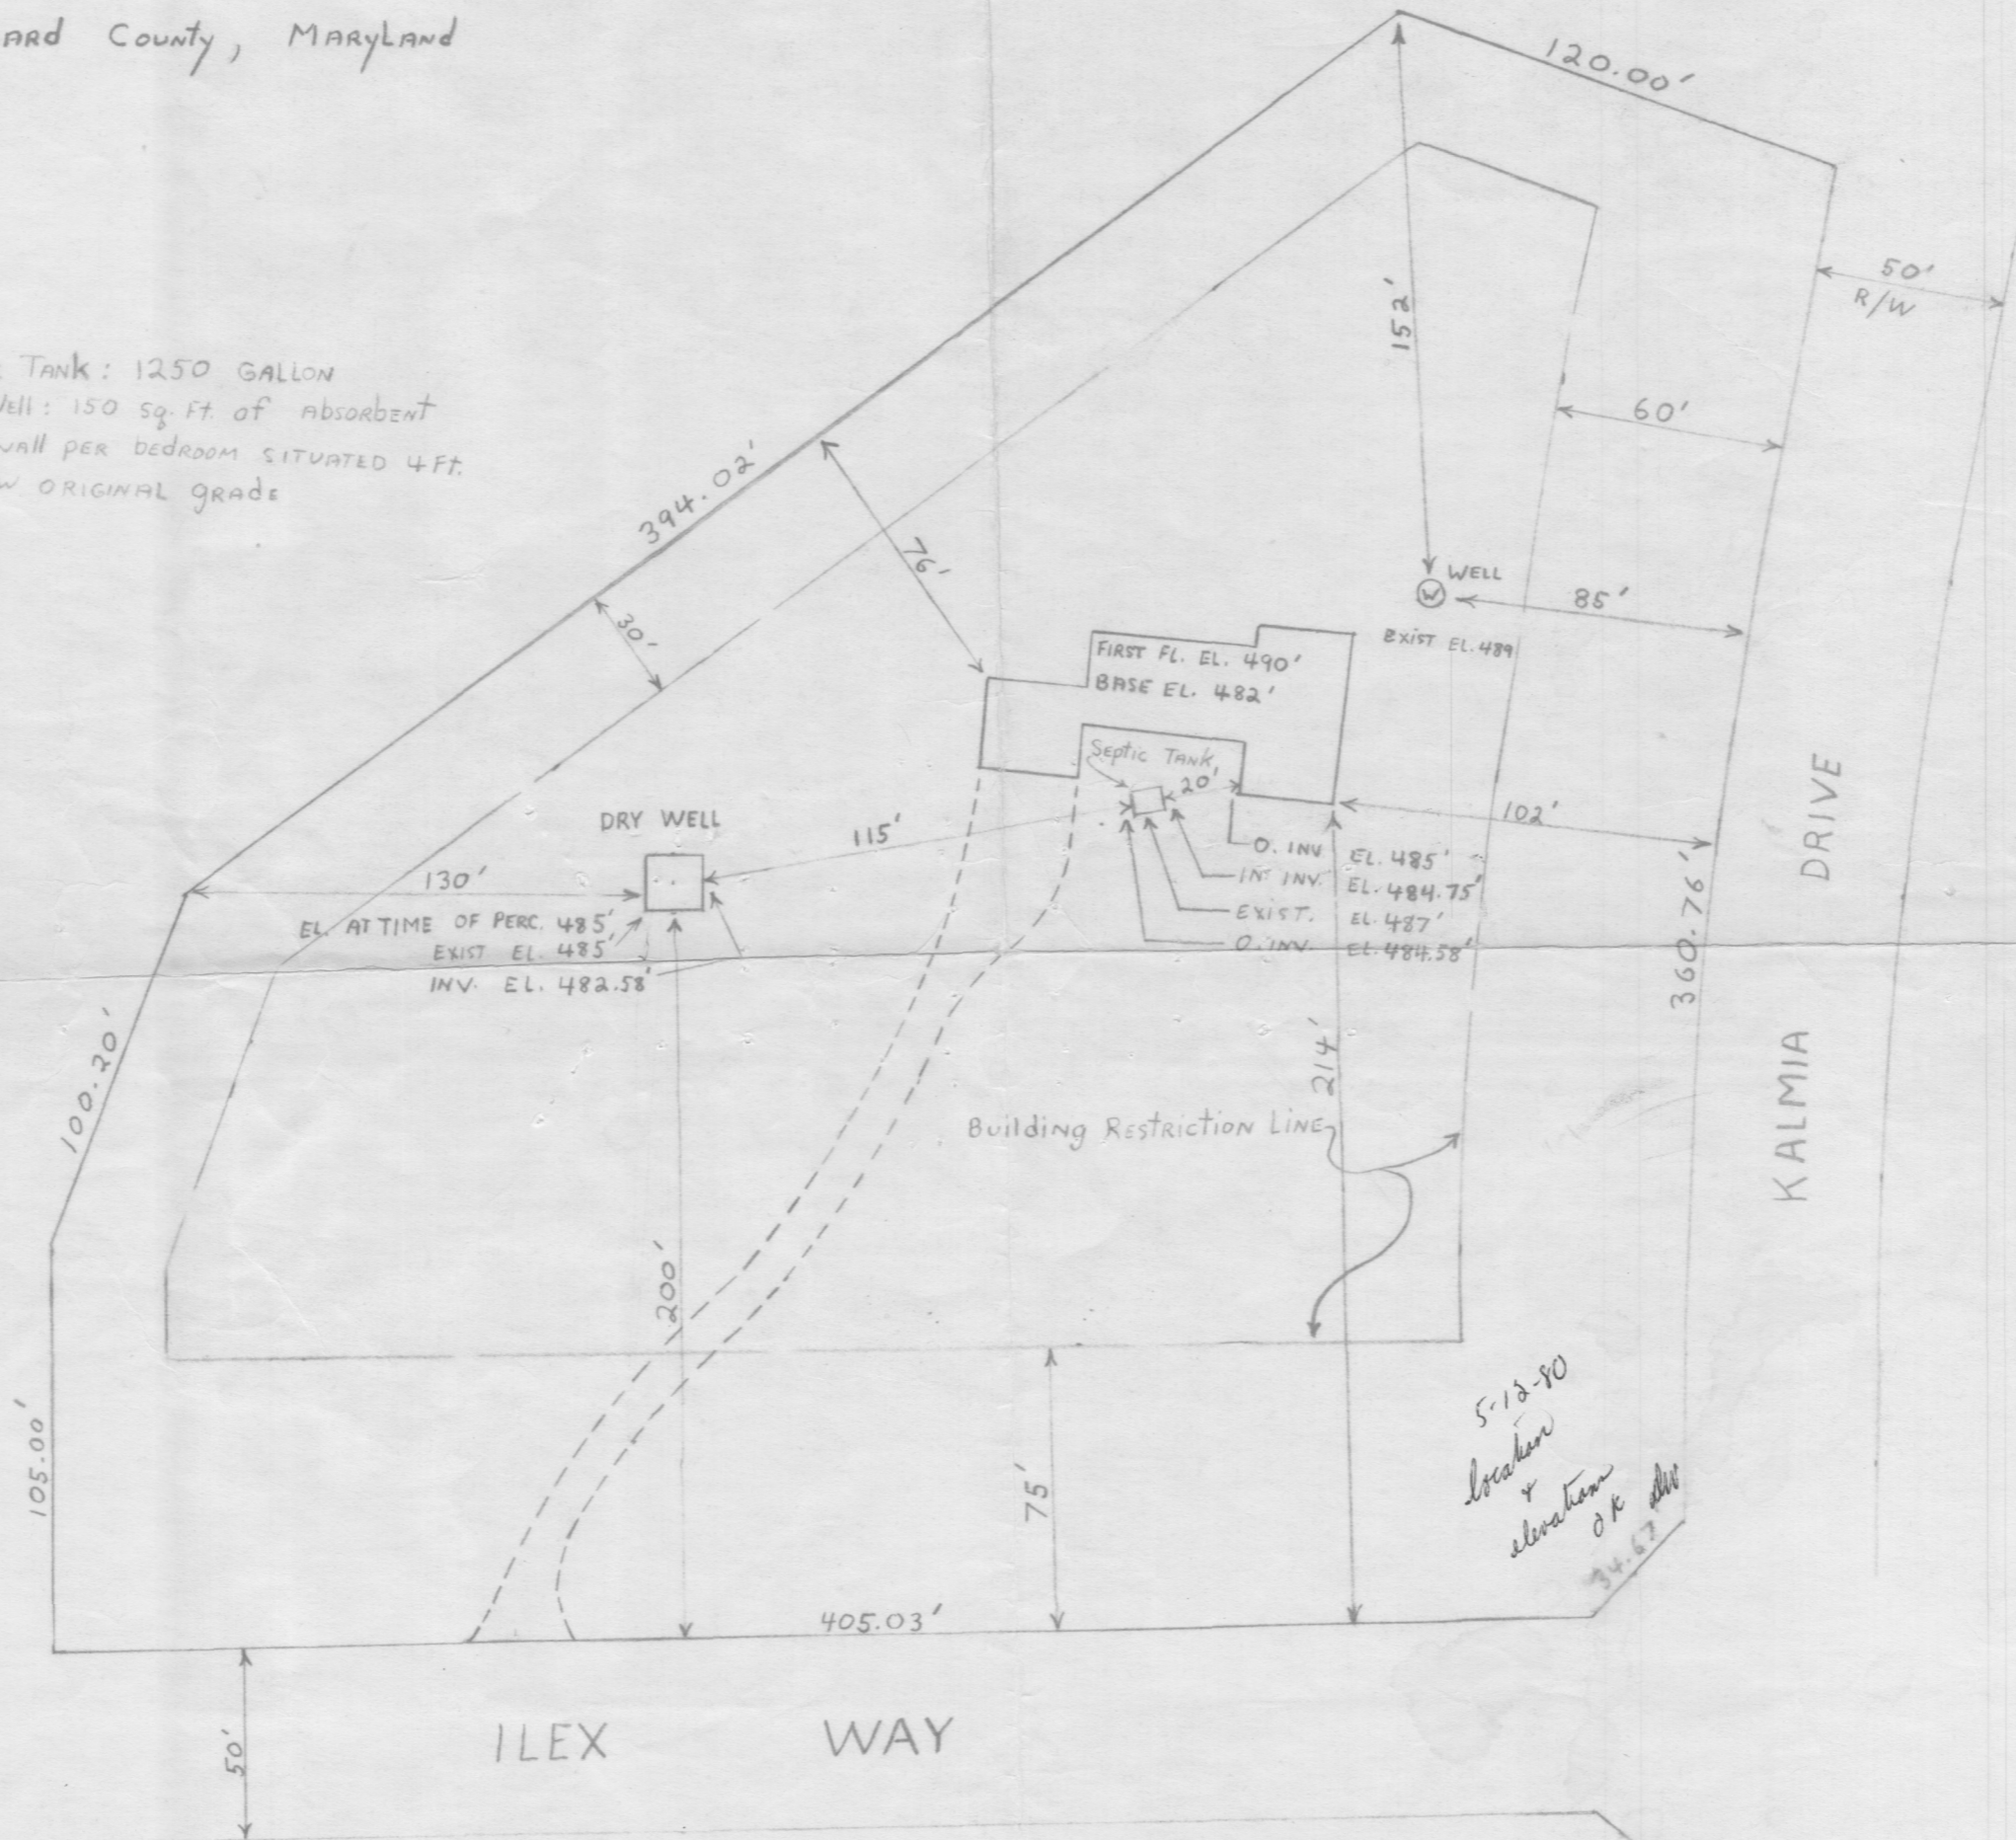 ARD COUNTY, MARYLAND
120.00'
50'
R/W
152'
TANK: 1250 GALLON
Well: 150 sq. Ft. of AbsorbENT
wall PER bEDROOM SITUATED 4 Ft.
W ORIGINAL gRADE
60'
394.02'
76'
30'
WELL
W
85'
EXIST EL. 489
FIRST FL. EL. 490'
BASE EL. 482'
SEptic TANK
20'
102'
DRY WELL
115'
130'
O. INV EL. 485'
INT INV. EL. 484.75'
EXIST. EL. 487'
O. INV. EL. 484.58'
EL. AT TIME OF PERC. 485'
EXIST EL. 485'
INV. EL. 482.58'
360.76'
KALMIA DRIVE
100.20'
214'
Building RESTRICTION LINE
200'
5-12-80
location
&
elevations
OK
34.67'
105.00'
75'
405.03'
50'
ILEX WAY